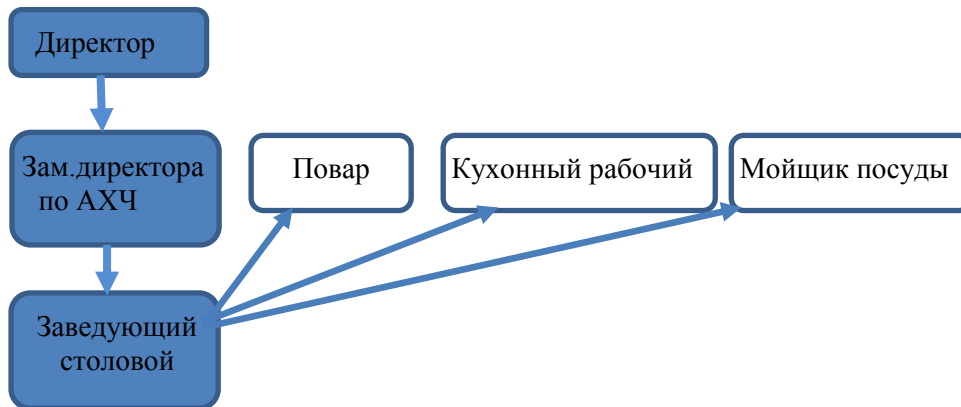 Директор
Зам.директора
по АХЧ
Повар
Кухонный рабочий
Мойщик посуды
Заведующий
столовой